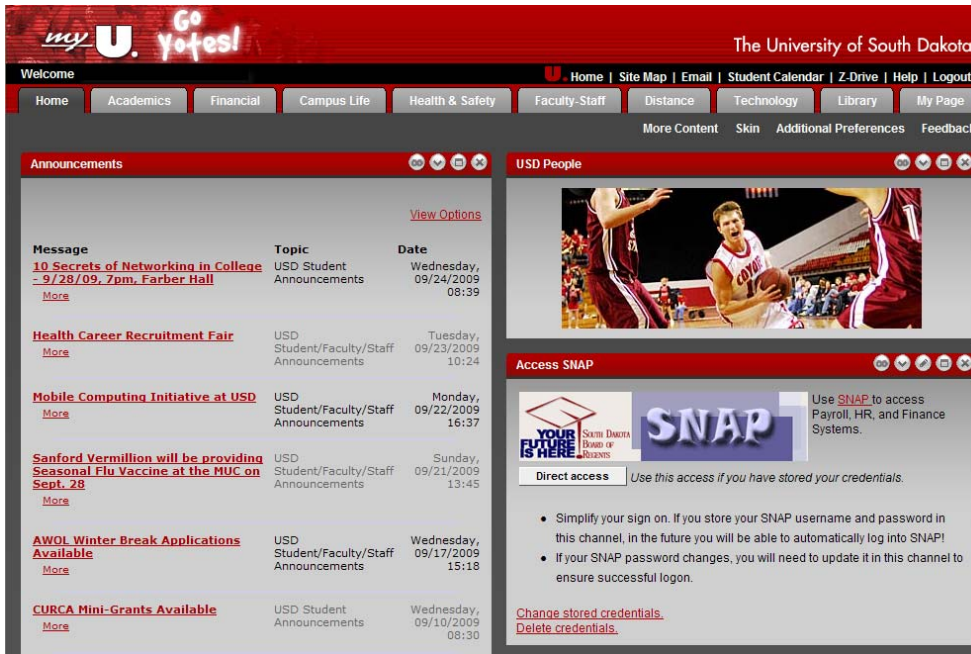 my U. Go Yotes!
The University of South Dakota
Welcome
U. Home | Site Map | Email | Student Calendar | Z-Drive | Help | Logout
Home Academics Financial Campus Life Health & Safety Faculty-Staff Distance Technology Library My Page
More Content Skin Additional Preferences Feedback
Announcements
View Options
Message Topic Date
10 Secrets of Networking in College
- 9/28/09, 7pm, Farber Hall
More
USD Student
Announcements
Wednesday,
09/24/2009
08:39
Health Career Recruitment Fair
More
USD
Student/Faculty/Staff
Announcements
Tuesday,
09/23/2009
10:24
Mobile Computing Initiative at USD
More
USD
Student/Faculty/Staff
Announcements
Monday,
09/22/2009
16:37
Sanford Vermillion will be providing
Seasonal Flu Vaccine at the MUC on
Sept. 28
More
USD
Student/Faculty/Staff
Announcements
Sunday,
09/21/2009
13:45
AWOL Winter Break Applications
Available
More
USD
Student/Faculty/Staff
Announcements
Wednesday,
09/17/2009
15:18
CURCA Mini-Grants Available
More
USD Student
Announcements
Wednesday,
09/10/2009
08:30
USD People
Access SNAP
YOUR
FUTURE
IS HERE.
South Dakota
Board of
Regents
SNAP
Use SNAP to access
Payroll, HR, and Finance
Systems.
Direct access Use this access if you have stored your credentials.
• Simplify your sign on. If you store your SNAP username and password in
this channel, in the future you will be able to automatically log into SNAP!
• If your SNAP password changes, you will need to update it in this channel to
ensure successful logon.
Change stored credentials.
Delete credentials.